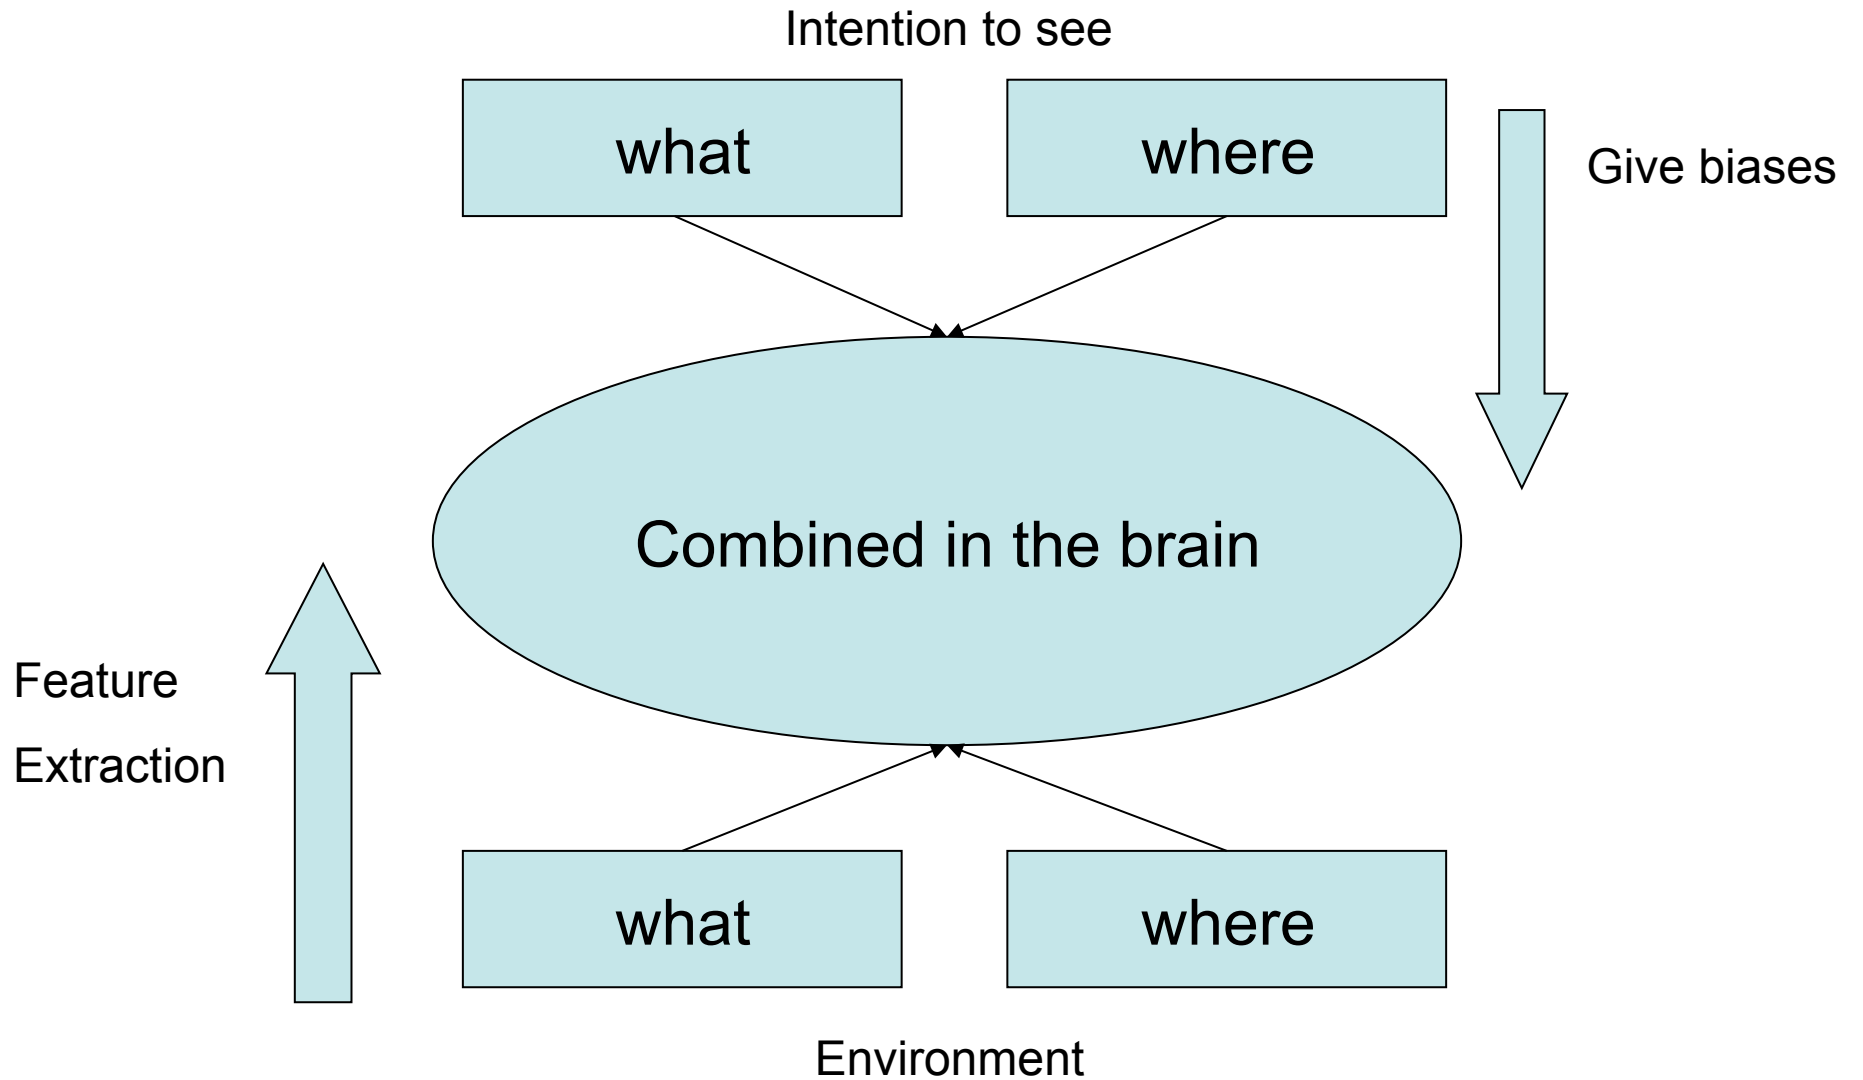 Intention to see
what
where
Give biases
Combined in the brain
Feature
Extraction
what
where
Environment